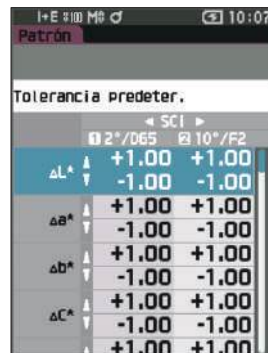 I+E SIID M0 ♂ 10:07
Patrón
Tolerancia predeter.
◄ SCI ►
1 2°/D65 2 10°/F2
ΔL* +1.00 +1.00
-1.00 -1.00
Δa* +1.00 +1.00
-1.00 -1.00
Δb* +1.00 +1.00
-1.00 -1.00
ΔC* +1.00 +1.00
-1.00 -1.00
+1.00 +1.00